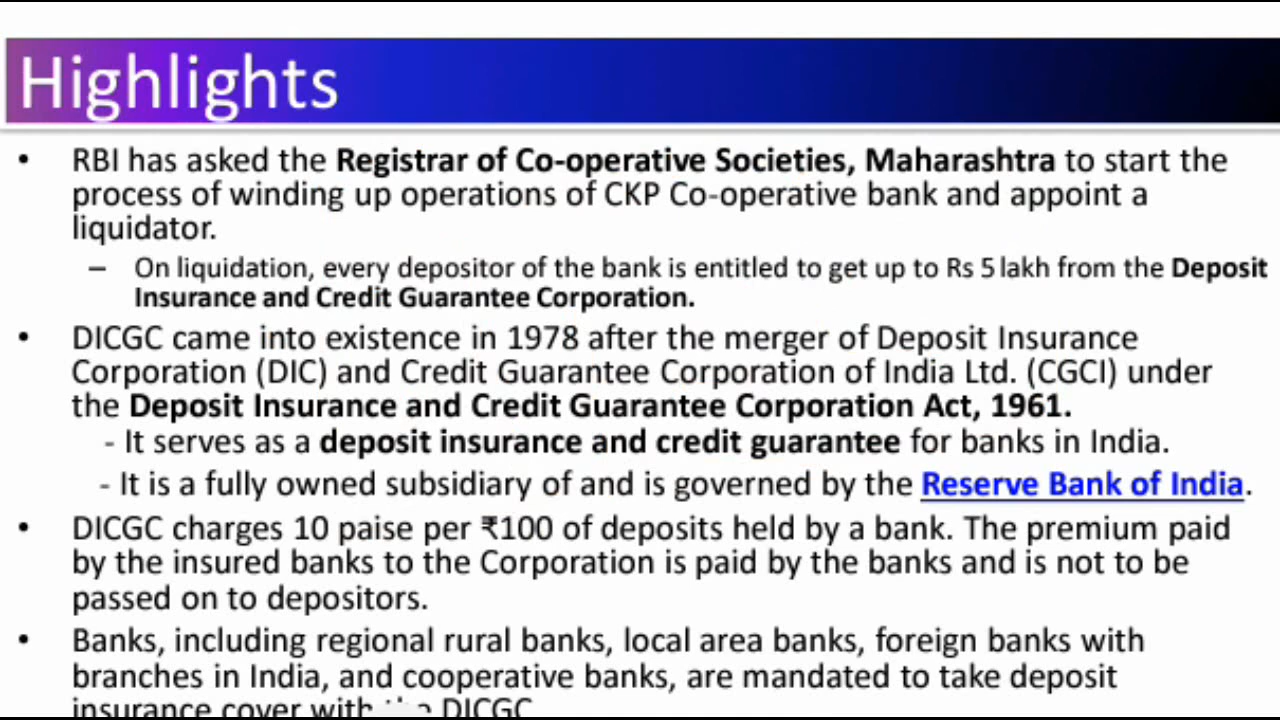 Highlights
• RBI has asked the Registrar of Co-operative Societies, Maharashtra to start the
process of winding up operations of CKP Co-operative bank and appoint a
liquidator.
– On liquidation, every depositor of the bank is entitled to get up to Rs 5 lakh from the Deposit
Insurance and Credit Guarantee Corporation.
• DICGC came into existence in 1978 after the merger of Deposit Insurance
Corporation (DIC) and Credit Guarantee Corporation of India Ltd. (CGCI) under
the Deposit Insurance and Credit Guarantee Corporation Act, 1961.
- It serves as a deposit insurance and credit guarantee for banks in India.
- It is a fully owned subsidiary of and is governed by the Reserve Bank of India.
• DICGC charges 10 paise per ₹100 of deposits held by a bank. The premium paid
by the insured banks to the Corporation is paid by the banks and is not to be
passed on to depositors.
• Banks, including regional rural banks, local area banks, foreign banks with
branches in India, and cooperative banks, are mandated to take deposit
insurance cover with DICGC